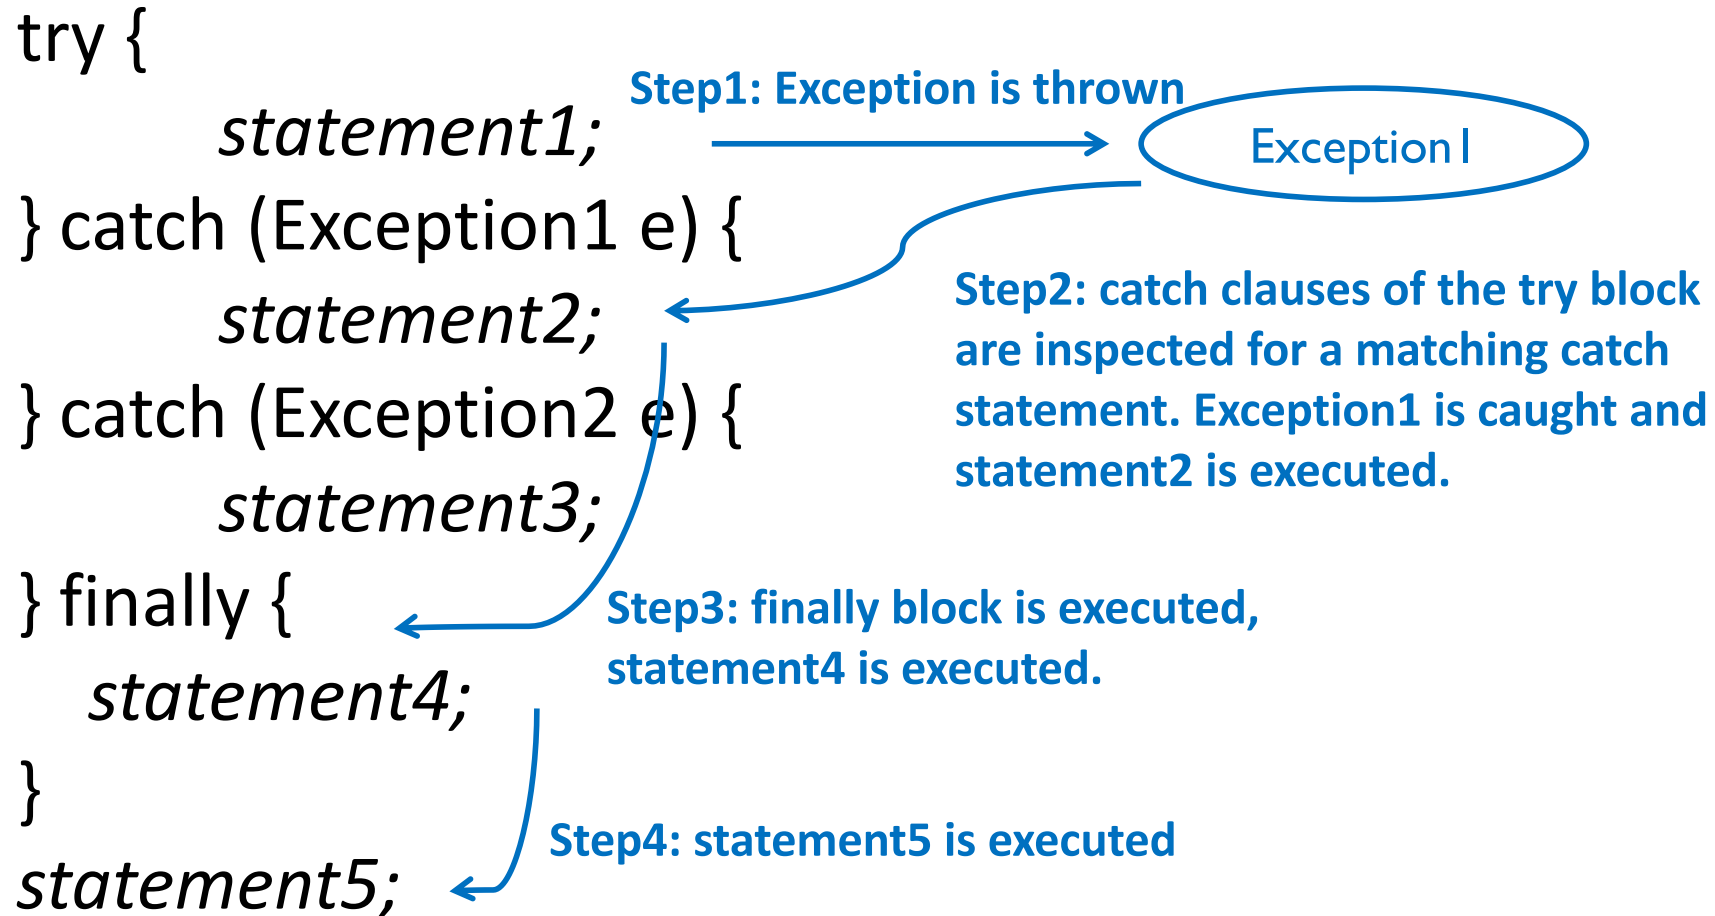 try {
Step1: Exception is thrown
statement1;
Exception1
} catch (Exception1 e) {
statement2;
Step2: catch clauses of the try block
are inspected for a matching catch
statement. Exception1 is caught and
statement2 is executed.
} catch (Exception2 e) {
statement3;
} finally {
Step3: finally block is executed,
statement4 is executed.
statement4;
}
Step4: statement5 is executed
statement5;